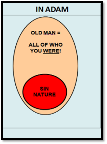 IN ADAM
OLD MAN =
ALL OF WHO
YOU WERE!
SIN
NATURE